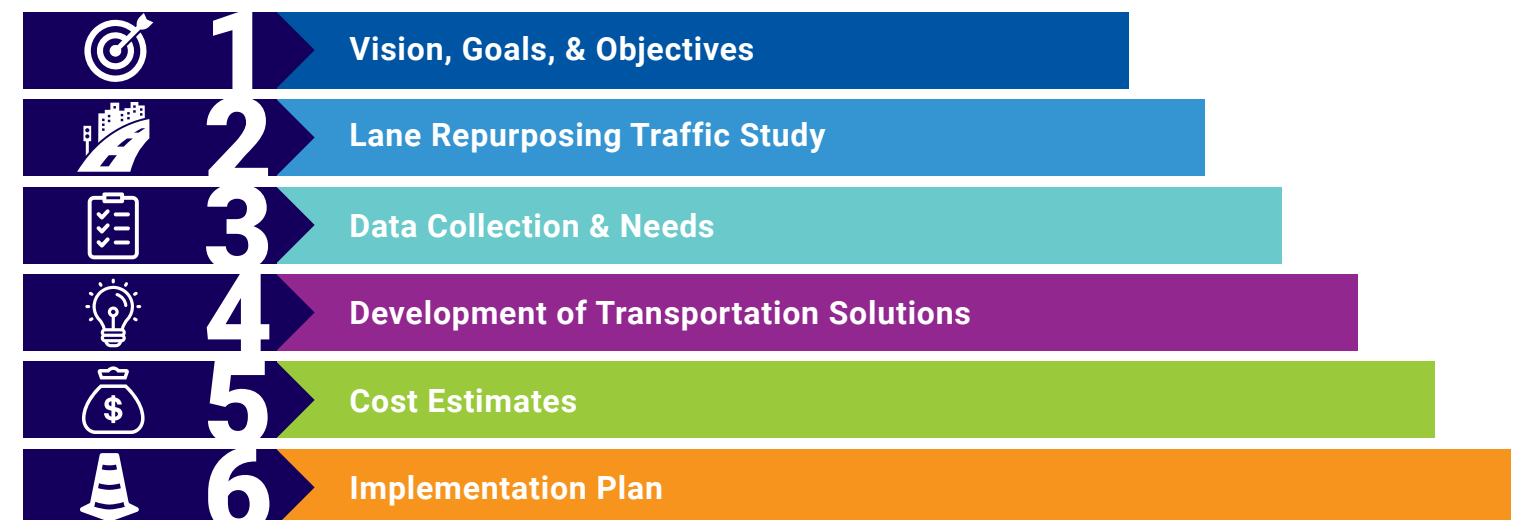 1 Vision, Goals, & Objectives
2 Lane Repurposing Traffic Study
3 Data Collection & Needs
4 Development of Transportation Solutions
$ 5 Cost Estimates
6 Implementation Plan